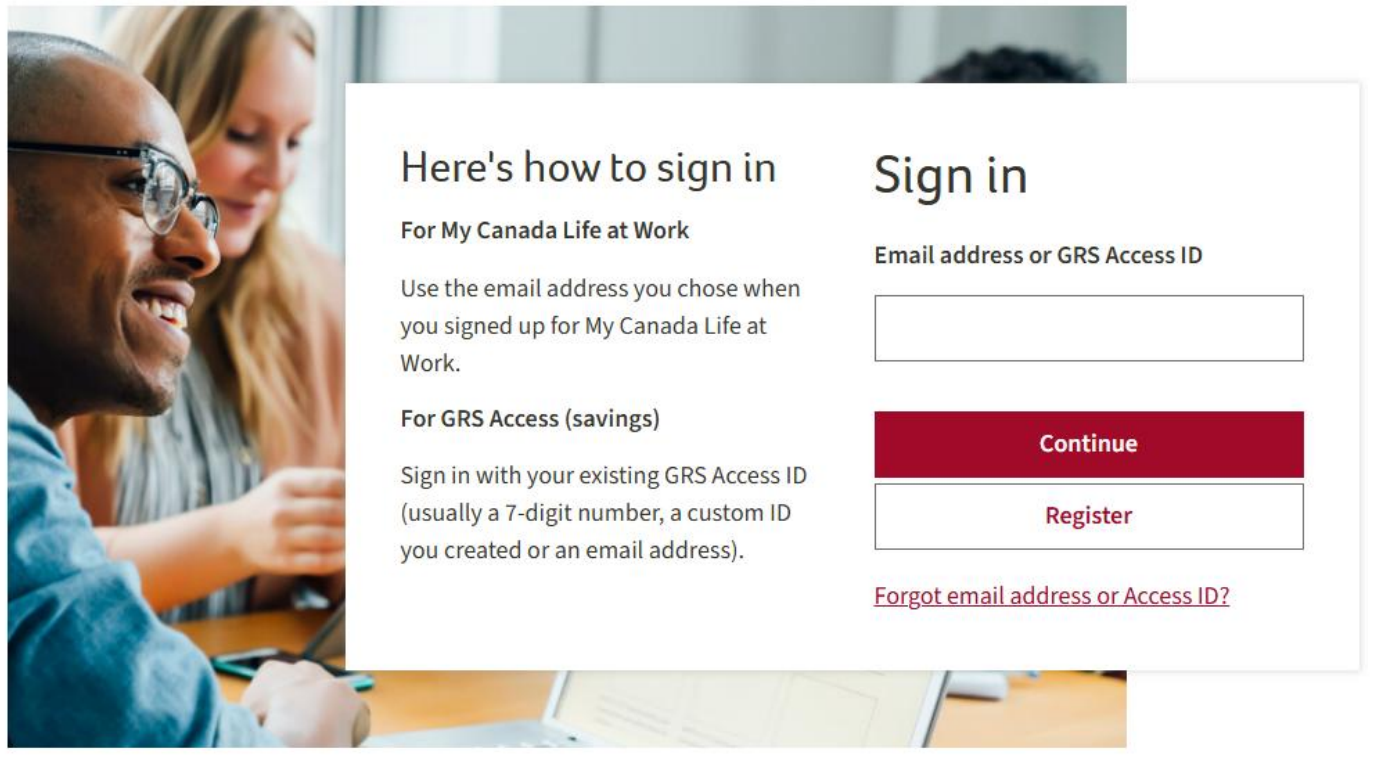 Here's how to sign in
For My Canada Life at Work
Use the email address you chose when
you signed up for My Canada Life at
Work.
For GRS Access (savings)
Sign in with your existing GRS Access ID
(usually a 7-digit number, a custom ID
you created or an email address).
Sign in
Email address or GRS Access ID
Continue
Register
Forgot email address or Access ID?